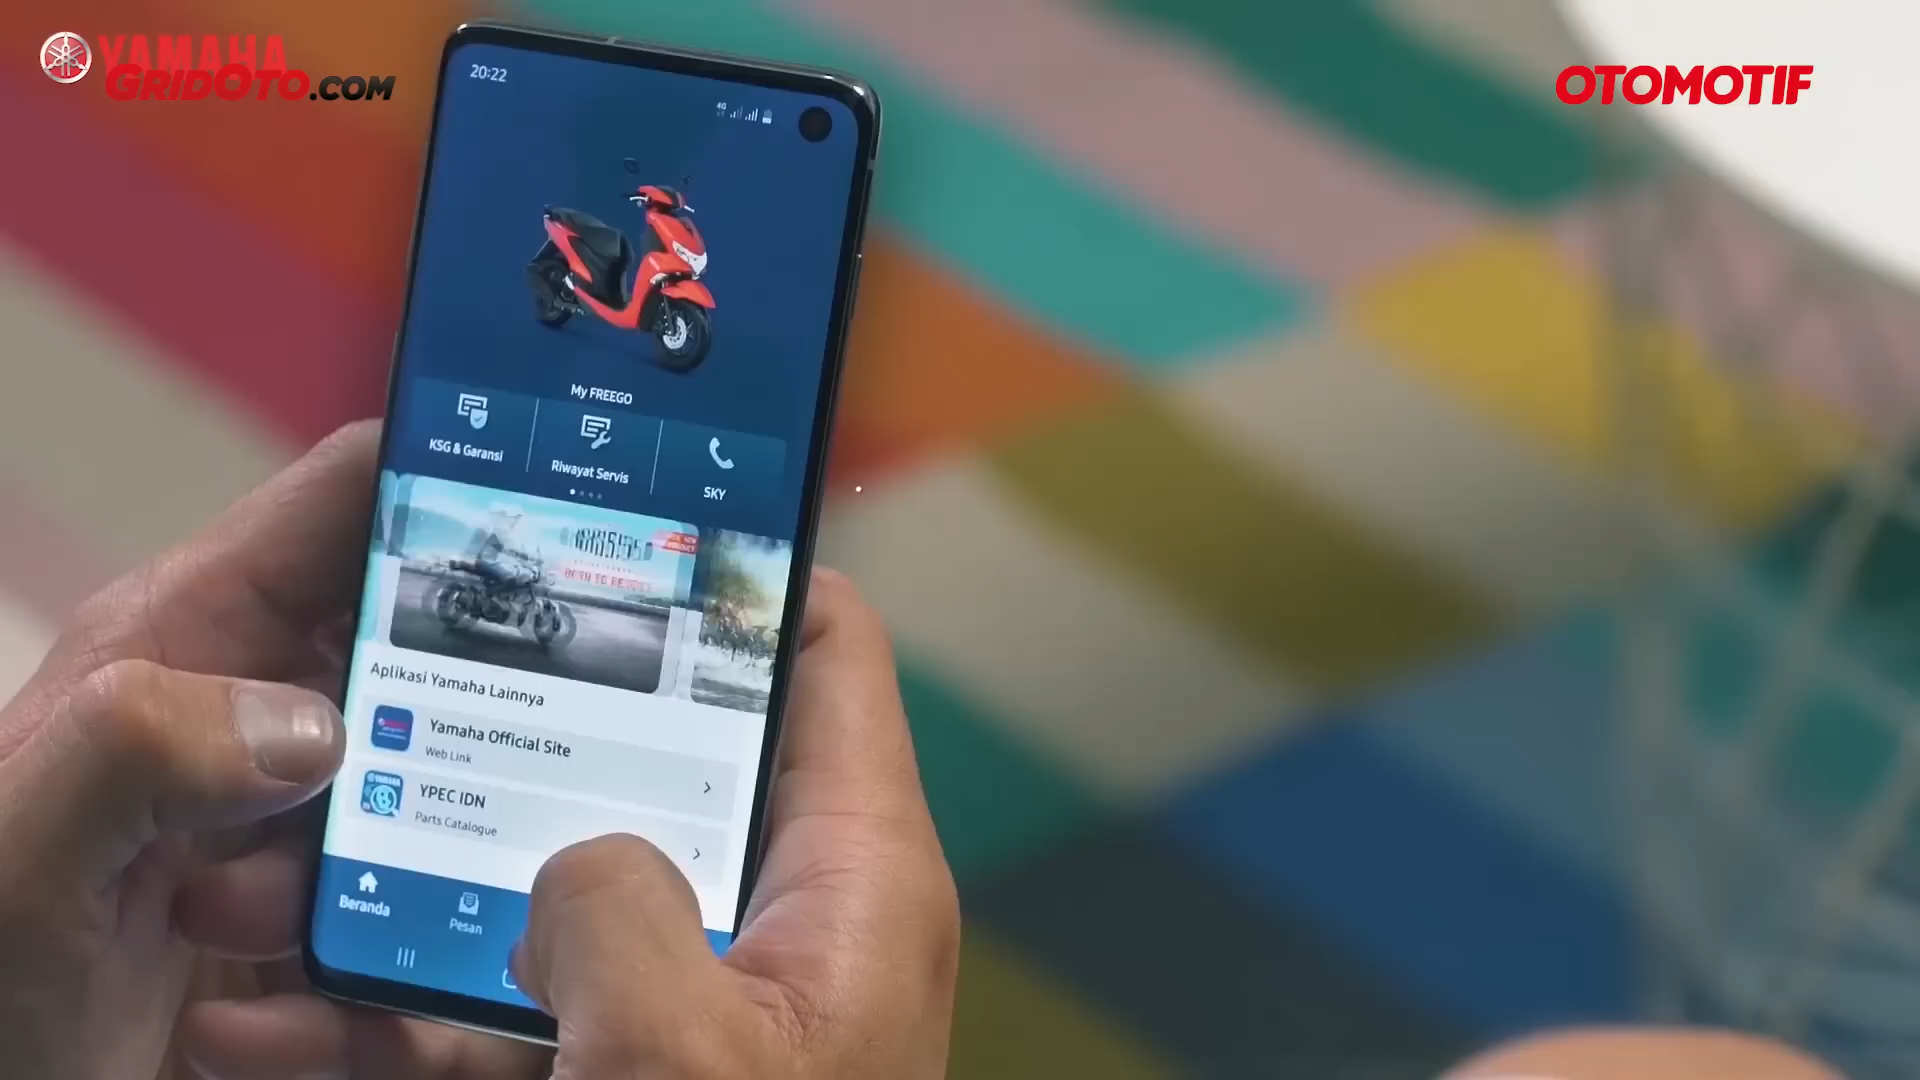 YAMAHA
GRIDOTO.COM
OTOMOTIF
20:22
4G
My FREEGO
KSG & Garansi
Riwayat Servis
SKY
Aplikasi Yamaha Lainnya
Yamaha Official Site
Web Link
YAMAHA
YPEC IDN
Parts Catalogue
Beranda
Pesan